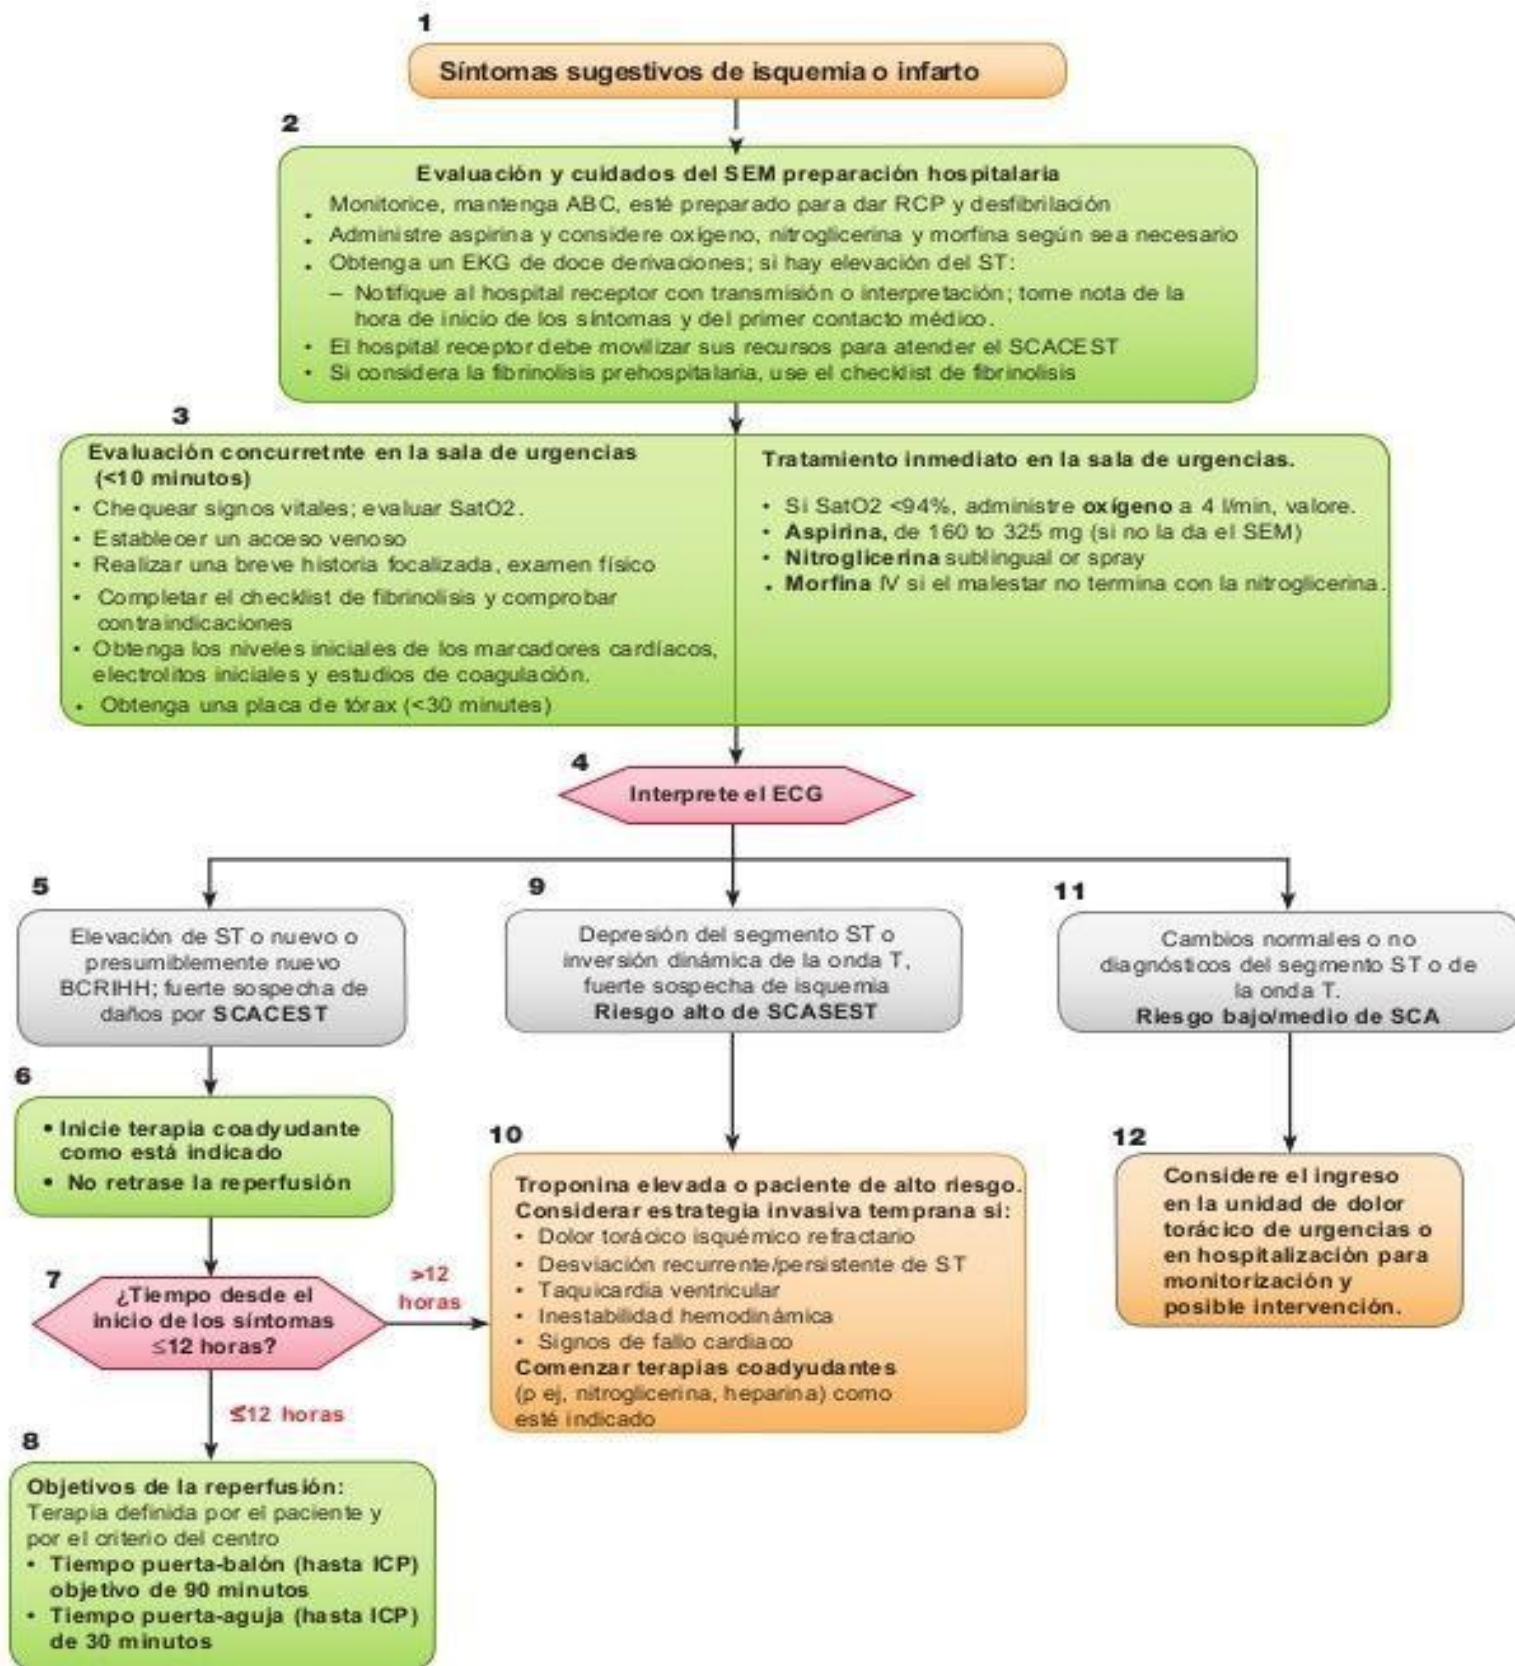 1
Síntomas sugestivos de isquemia o infarto
2
Evaluación y cuidados del SEM preparación hospitalaria
• Monitorice, mantenga ABC, esté preparado para dar RCP y desfibrilación
• Administre aspirina y considere oxígeno, nitroglicerina y morfina según sea necesario
• Obtenga un EKG de doce derivaciones; si hay elevación del ST:
– Notifique al hospital receptor con transmisión o interpretación; tome nota de la
hora de inicio de los síntomas y del primer contacto médico.
• El hospital receptor debe movilizar sus recursos para atender el SCACEST
• Si considera la fibrinolisis prehospitalaria, use el checklist de fibrinolisis
3
Evaluación concurretnte en la sala de urgencias
(<10 minutos)
• Chequear signos vitales; evaluar SatO2.
• Establecer un acceso venoso
• Realizar una breve historia focalizada, examen físico
• Completar el checklist de fibrinolisis y comprobar
contraindicaciones
• Obtenga los niveles iniciales de los marcadores cardíacos,
electrolitos iniciales y estudios de coagulación.
• Obtenga una placa de tórax (<30 minutes)
Tratamiento inmediato en la sala de urgencias.
• Si SatO2 <94%, administre oxígeno a 4 l/min, valore.
• Aspirina, de 160 to 325 mg (si no la da el SEM)
• Nitroglicerina sublingual or spray
• Morfina IV si el malestar no termina con la nitroglicerina.
4
Interprete el ECG
5
Elevación de ST o nuevo o
presumiblemente nuevo
BCRIHH; fuerte sospecha de
daños por SCACEST
6
• Inicie terapia coadyudante
como está indicado
• No retrase la reperfusión
7
¿Tiempo desde el
inicio de los síntomas
≤12 horas?
>12
horas
≤12 horas
8
Objetivos de la reperfusión:
Terapia definida por el paciente y
por el criterio del centro
• Tiempo puerta-balón (hasta ICP)
objetivo de 90 minutos
• Tiempo puerta-aguja (hasta ICP)
de 30 minutos
9
Depresión del segmento ST o
inversión dinámica de la onda T,
fuerte sospecha de isquemia
Riesgo alto de SCASEST
10
Troponina elevada o paciente de alto riesgo.
Considerar estrategia invasiva temprana si:
• Dolor torácico isquémico refractario
• Desviación recurrente/persistente de ST
• Taquicardia ventricular
• Inestabilidad hemodinámica
• Signos de fallo cardiaco
Comenzar terapias coadyudantes
(p ej, nitroglicerina, heparina) como
esté indicado
11
Cambios normales o no
diagnósticos del segmento ST o de
la onda T.
Riesgo bajo/medio de SCA
12
Considere el ingreso
en la unidad de dolor
torácico de urgencias o
en hospitalización para
monitorización y
posible intervención.